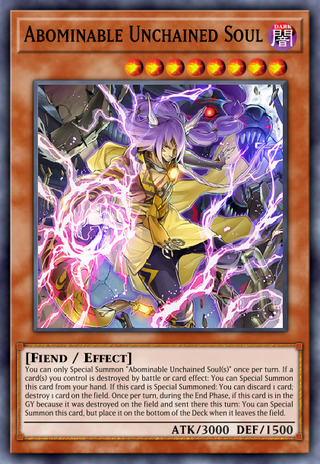 Abominable Unchained Soul
DARK
闇
[Fiend / Effect]
You can only Special Summon "Abominable Unchained Soul(s)" once per turn. If a
card(s) you control is destroyed by battle or card effect: You can Special Summon
this card from your hand. If this card is Special Summoned: You can discard 1 card;
destroy 1 card on the field. Once per turn, during the End Phase, if this card is in the
GY because it was destroyed on the field and sent there this turn: You can Special
Summon this card, but place it on the bottom of the Deck when it leaves the field.
ATK/3000 DEF/1500